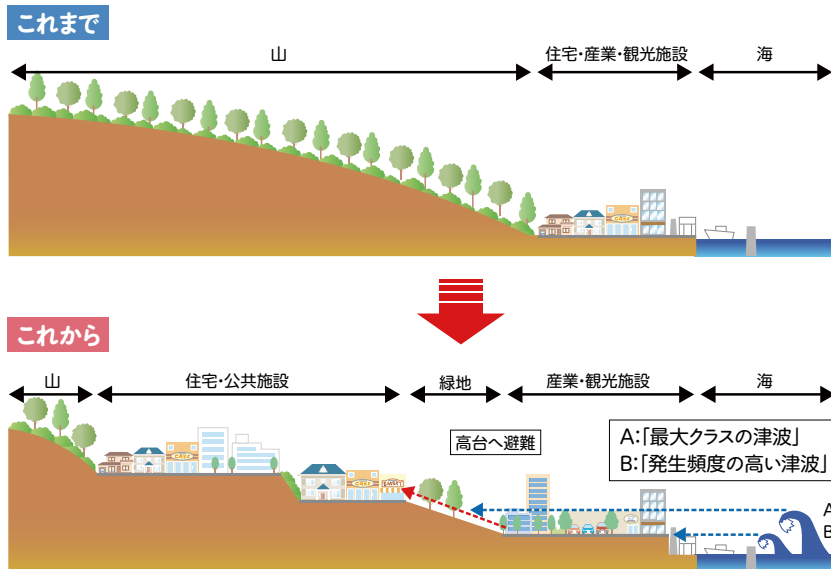 これまで
山
住宅・産業・観光施設
海
これから
山
住宅・公共施設
緑地
産業・観光施設
海
高台へ避難
A:「最大クラスの津波」
B:「発生頻度の高い津波」
A
B